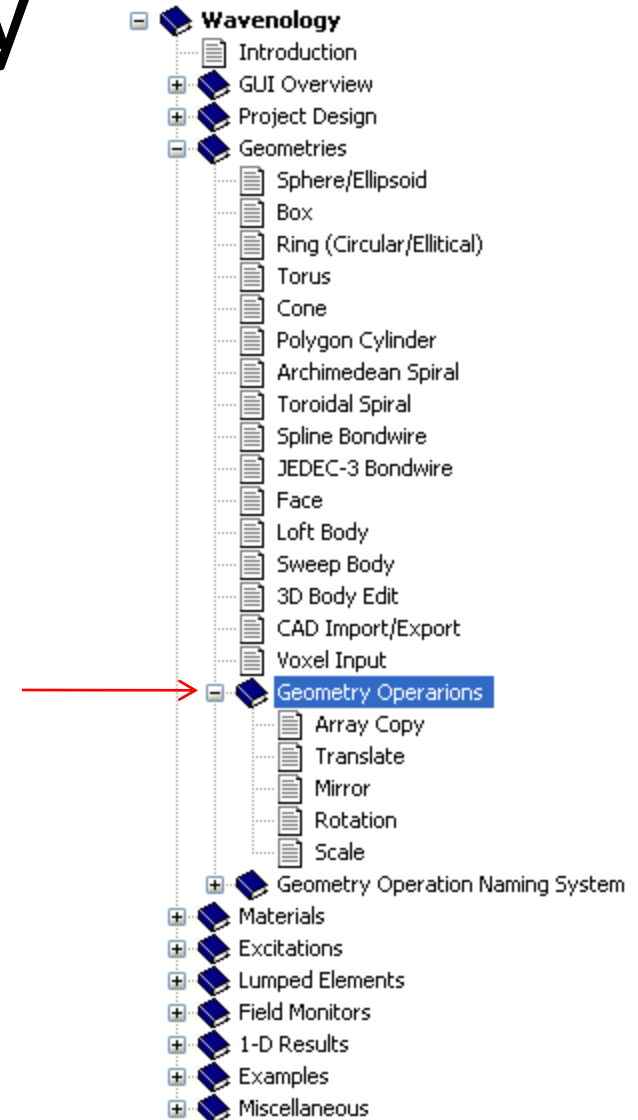 y
Wavenology
Introduction
GUI Overview
Project Design
Geometries
Sphere/Ellipsoid
Box
Ring (Circular/Ellitical)
Torus
Cone
Polygon Cylinder
Archimedean Spiral
Toroidal Spiral
Spline Bondwire
JEDEC-3 Bondwire
Face
Loft Body
Sweep Body
3D Body Edit
CAD Import/Export
Voxel Input
Geometry Operarions
Array Copy
Translate
Mirror
Rotation
Scale
Geometry Operation Naming System
Materials
Excitations
Lumped Elements
Field Monitors
1-D Results
Examples
Miscellaneous